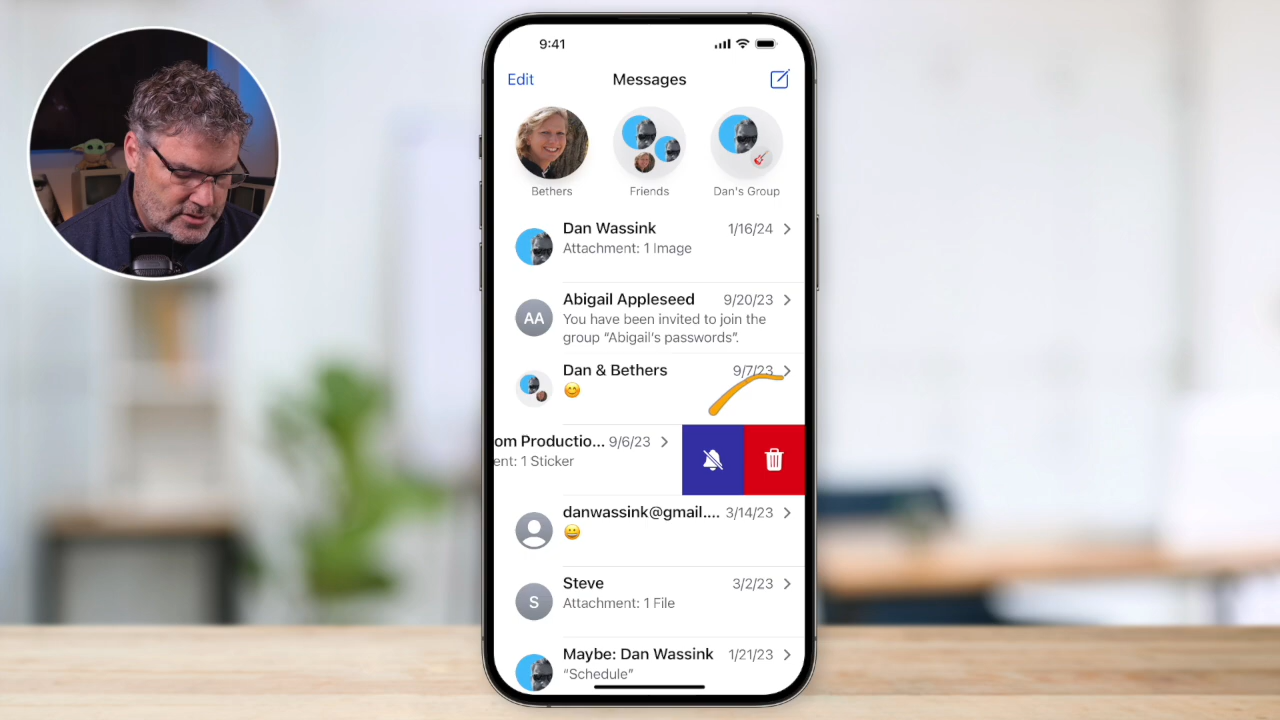 9:41
Edit
Messages
Bethers
Friends
Dan's Group
Dan Wassink
1/16/24
Attachment: 1 Image
AA
Abigail Appleseed
9/20/23
You have been invited to join the
group “Abigail's passwords”.
Dan & Bethers
9/7/23
😊
om Productio...
9/6/23
ent: 1 Sticker
danwassink@gmail....
3/14/23
😀
S
Steve
3/2/23
Attachment: 1 File
Maybe: Dan Wassink
1/21/23
“Schedule”